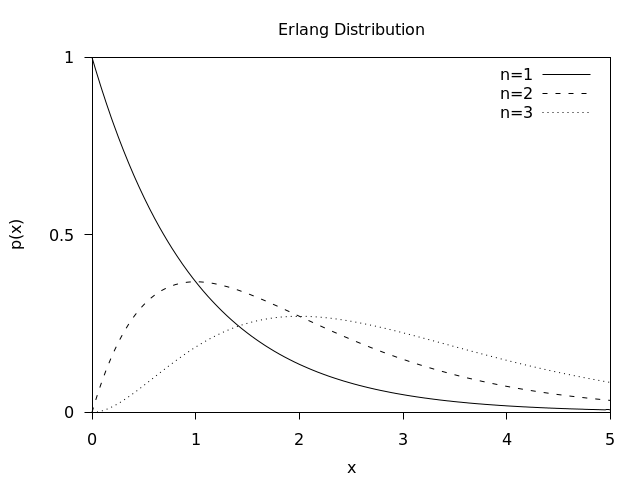 Erlang Distribution
n=1
n=2
n=3
1
0.5
0
p(x)
0 1 2 3 4 5
x